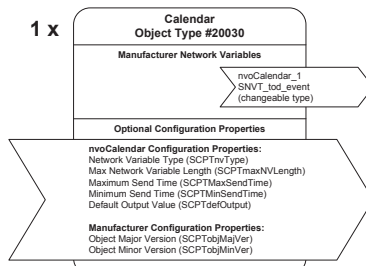 1 x
Calendar
Object Type #20030
Manufacturer Network Variables
nvoCalendar_1
SNVT_tod_event
(changeable type)
Optional Configuration Properties
nvoCalendar Configuration Properties:
Network Variable Type (SCPTnvType)
Max Network Variable Length (SCPTmaxNVLength)
Maximum Send Time (SCPTMaxSendTime)
Minimum Send Time (SCPTMinSendTime)
Default Output Value (SCPTdefOutput)
Manufacturer Configuration Properties:
Object Major Version (SCPTobjMajVer)
Object Minor Version (SCPTobjMinVer)